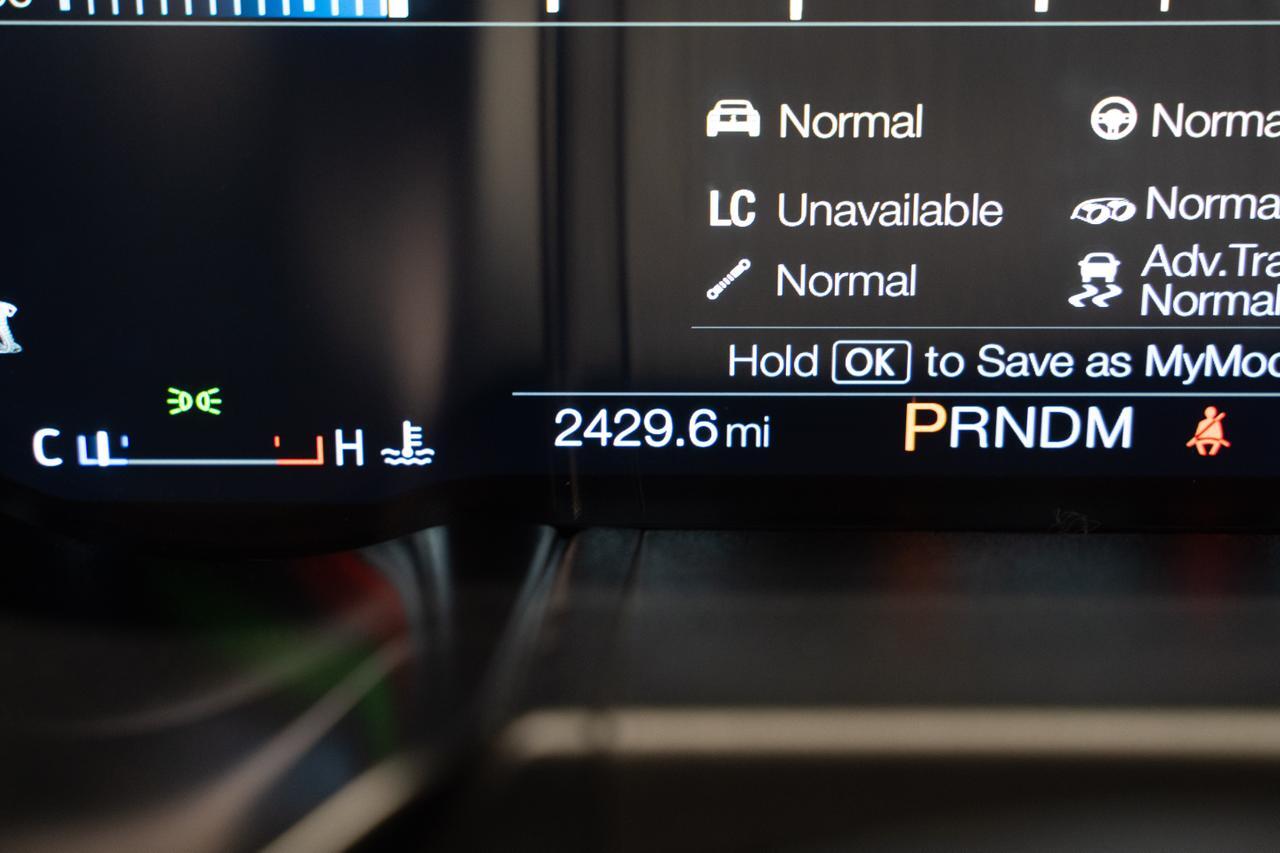 Normal
Norma
LC Unavailable
Norma
Normal
Adv.Tra
Normal
Hold OK to Save as MyMod
2429.6 mi
PRNDM
C H